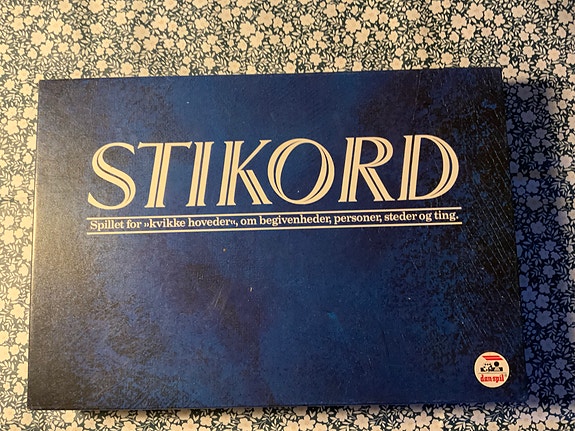 STIKORD
Spillet for »kvikke hoveder«, om begivenheder, personer, steder og ting.
danspil